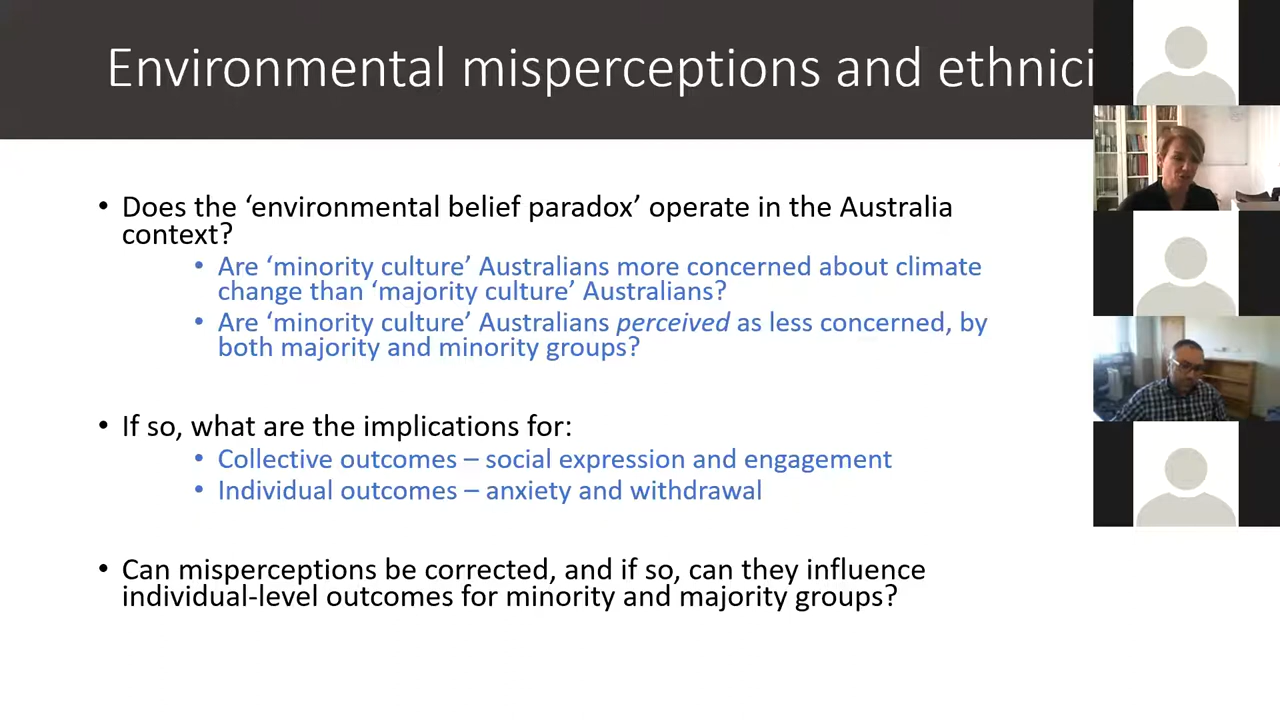 Environmental misperceptions and ethnici
• Does the ‘environmental belief paradox’ operate in the Australia
context?
• Are ‘minority culture’ Australians more concerned about climate
change than ‘majority culture’ Australians?
• Are ‘minority culture’ Australians perceived as less concerned, by
both majority and minority groups?
• If so, what are the implications for:
• Collective outcomes – social expression and engagement
• Individual outcomes – anxiety and withdrawal
• Can misperceptions be corrected, and if so, can they influence
individual-level outcomes for minority and majority groups?